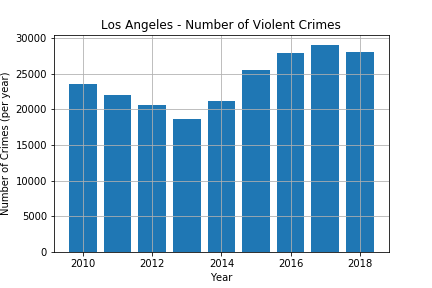 Los Angeles - Number of Violent Crimes
Number of Crimes (per year)
30000
25000
20000
15000
10000
5000
0
2010 2012 2014 2016 2018
Year